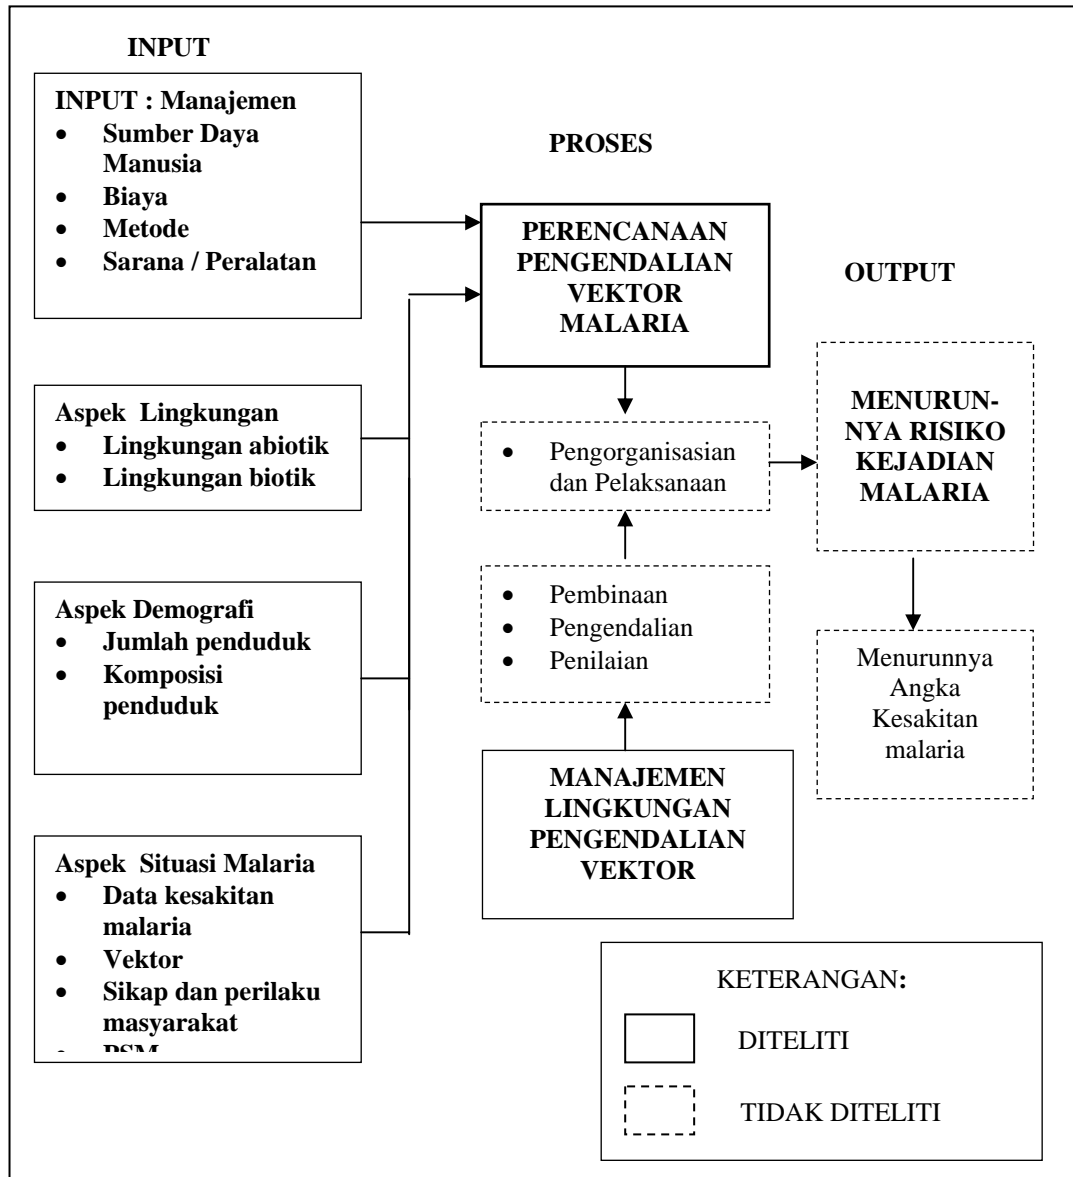 INPUT
INPUT : Manajemen
• Sumber Daya
Manusia
• Biaya
• Metode
• Sarana / Peralatan
Aspek Lingkungan
• Lingkungan abiotik
• Lingkungan biotik
Aspek Demografi
• Jumlah penduduk
• Komposisi
penduduk
Aspek Situasi Malaria
• Data kesakitan
malaria
• Vektor
• Sikap dan perilaku
masyarakat
PROSES
PERENCANAAN
PENGENDALIAN
VEKTOR
MALARIA
• Pengorganisasian
dan Pelaksanaan
• Pembinaan
• Pengendalian
• Penilaian
MANAJEMEN
LINGKUNGAN
PENGENDALIAN
VEKTOR
OUTPUT
MENURUN-
NYA RISIKO
KEJADIAN
MALARIA
Menurunnya
Angka
Kesakitan
malaria
KETERANGAN:
DITELITI
TIDAK DITELITI